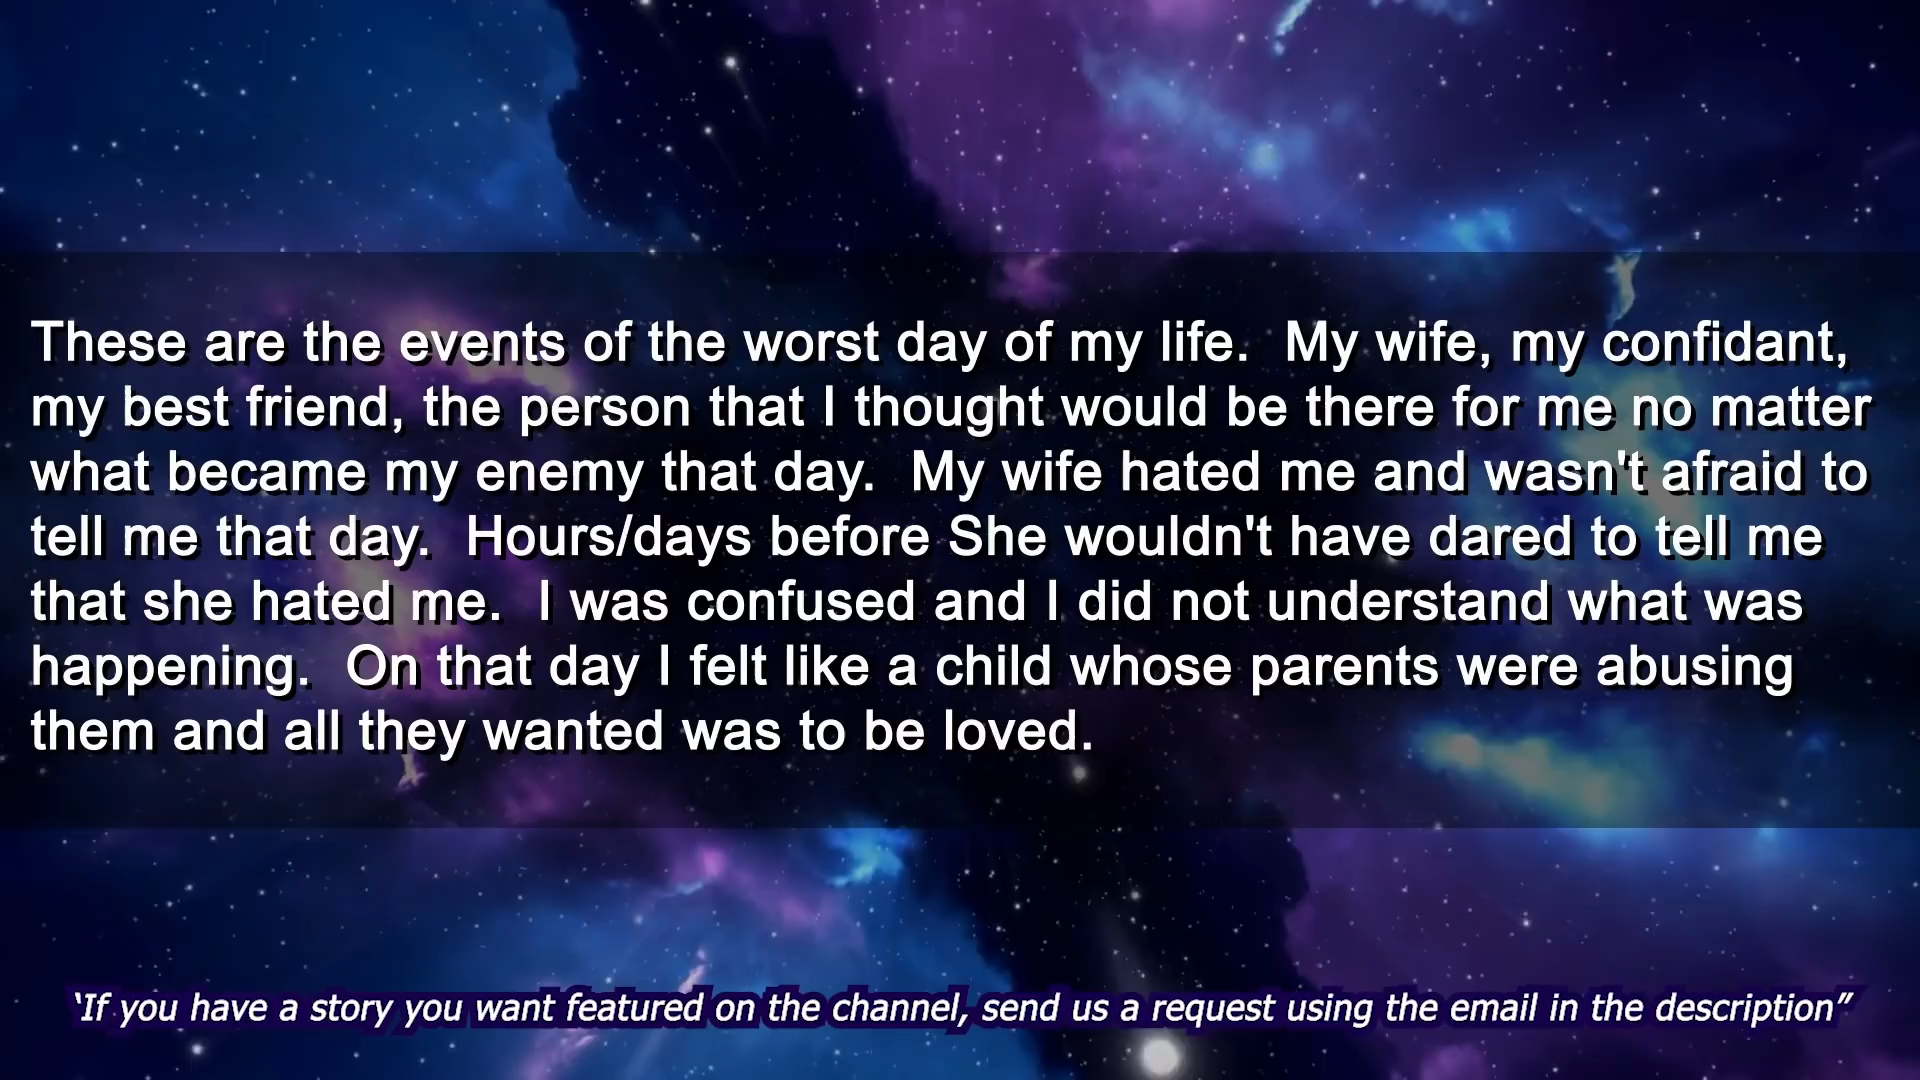 These are the events of the worst day of my life.  My wife, my confidant,
my best friend, the person that I thought would be there for me no matter
what became my enemy that day.  My wife hated me and wasn't afraid to
tell me that day.  Hours/days before She wouldn't have dared to tell me
that she hated me.  I was confused and I did not understand what was
happening.  On that day I felt like a child whose parents were abusing
them and all they wanted was to be loved.
‘If you have a story you want featured on the channel, send us a request using the email in the description”